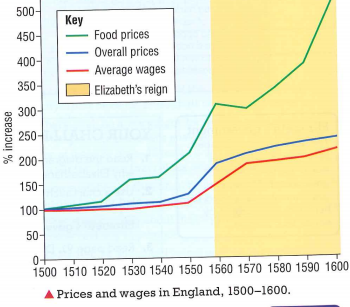 Key
Food prices
Overall prices
Average wages
Elizabeth's reign
% increase
500
450
400
350
300
250
200
150
100
50
0
1500 1510 1520 1530 1540 1550 1560 1570 1580 1590 1600
▲ Prices and wages in England, 1500–1600.